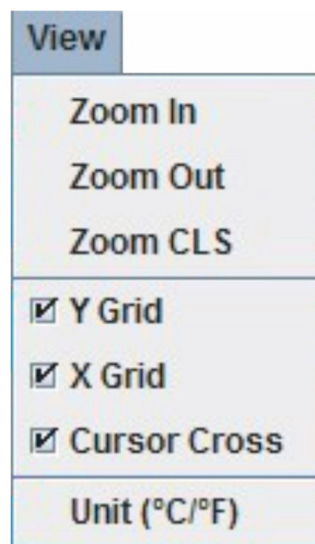 View
Zoom In
Zoom Out
Zoom CLS
Y Grid
X Grid
Cursor Cross
Unit (°C/°F)